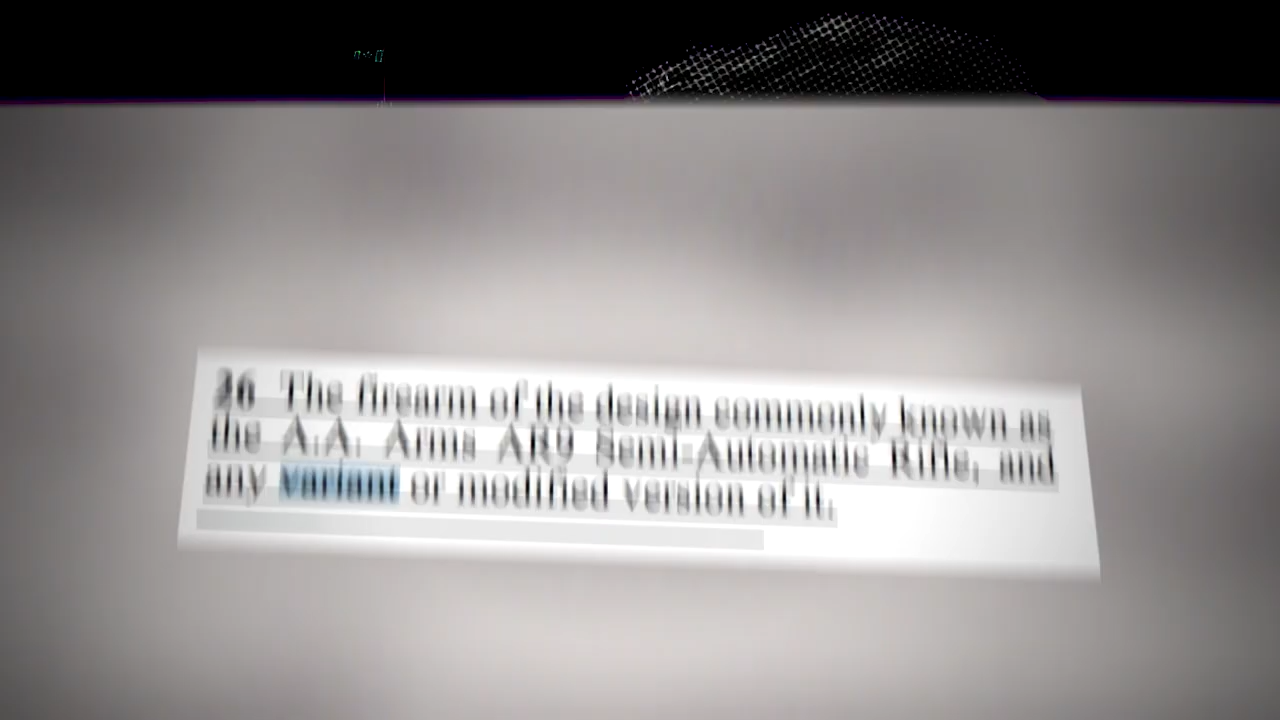 The firearm of the design commonly known as
the A.A. Arms AR9 Semi-Automatic Rifle, and
any variant or modified version of it.